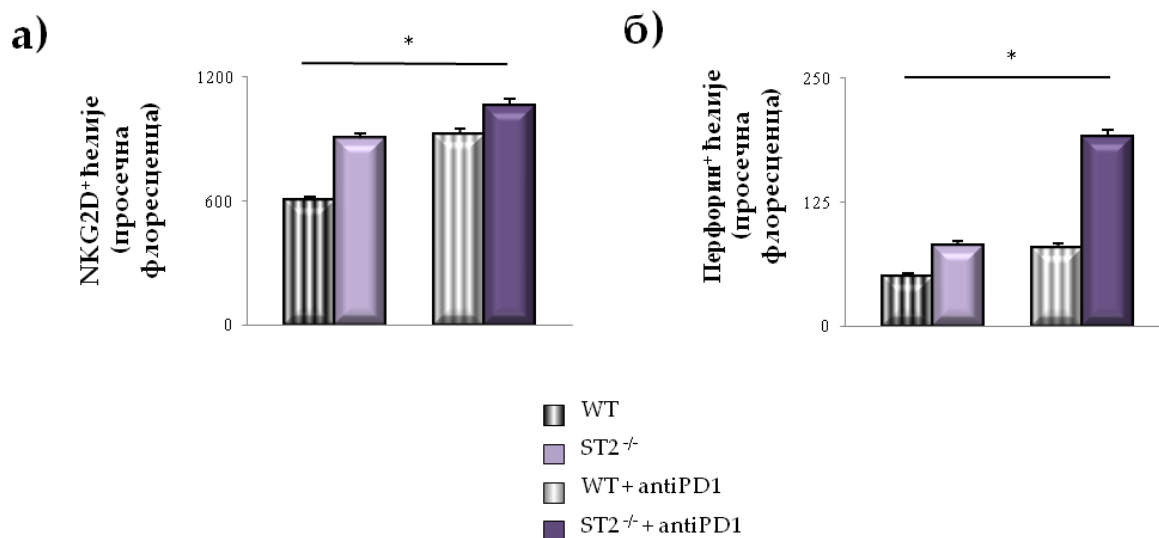 а)
*
1200
600
0
NKG2D⁺ ћелије
(просечна
флоресценца)
б)
*
250
125
0
Перфорин⁺ ћелије
(просечна
флоресценца)
WT
ST2 -/-
WT + antiPD1
ST2 -/- + antiPD1